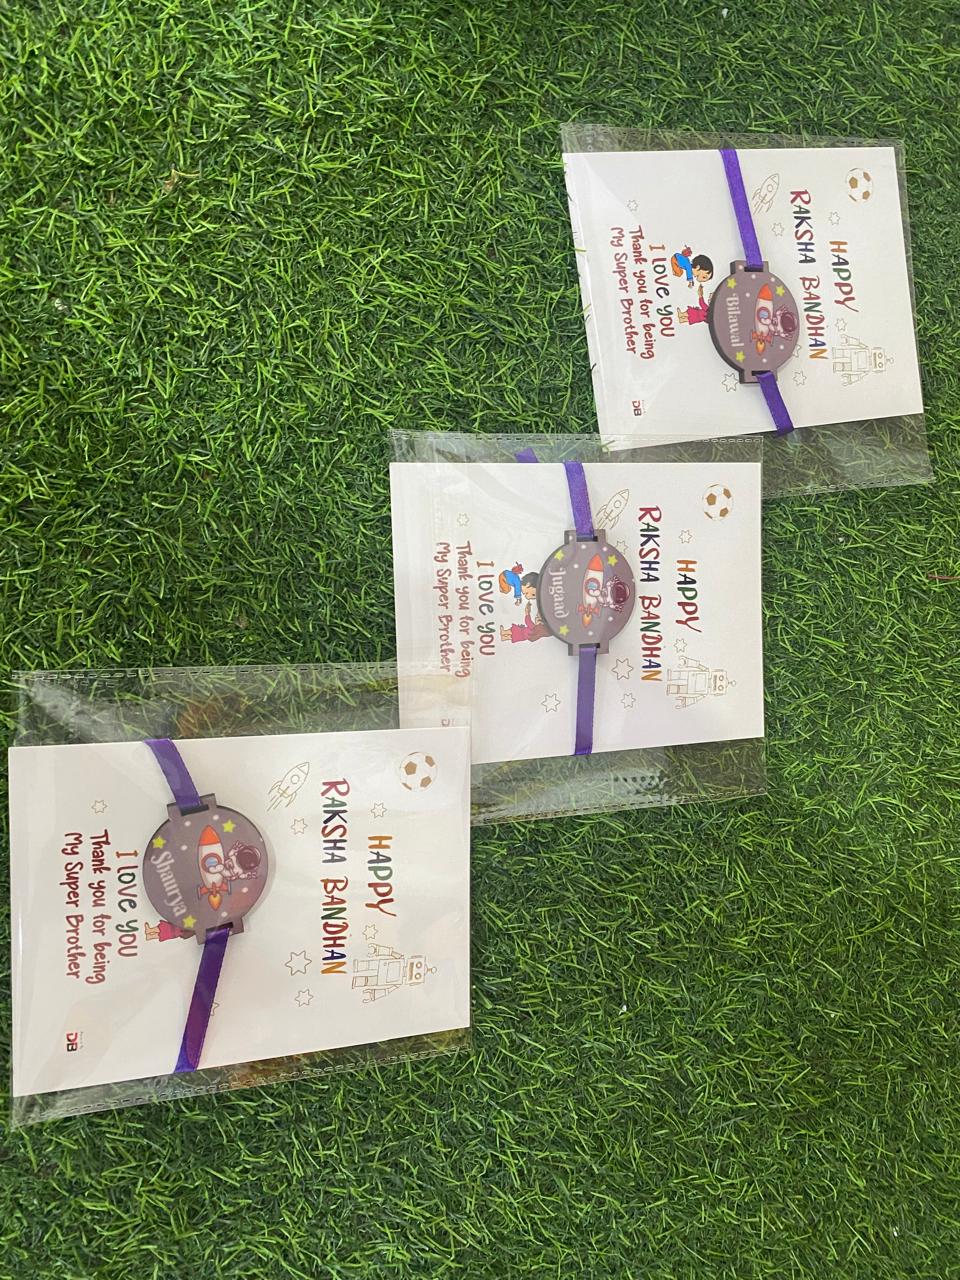 HAPPY
RAKSHA BANDHAN
Bilawal
I love you
Thank you for being
My Super Brother
DB
HAPPY
RAKSHA BANDHAN
Jugaad
I love you
Thank you for being
My Super Brother
HAPPY
RAKSHA BANDHAN
Shaurya
I love you
Thank you for being
My Super Brother
DB